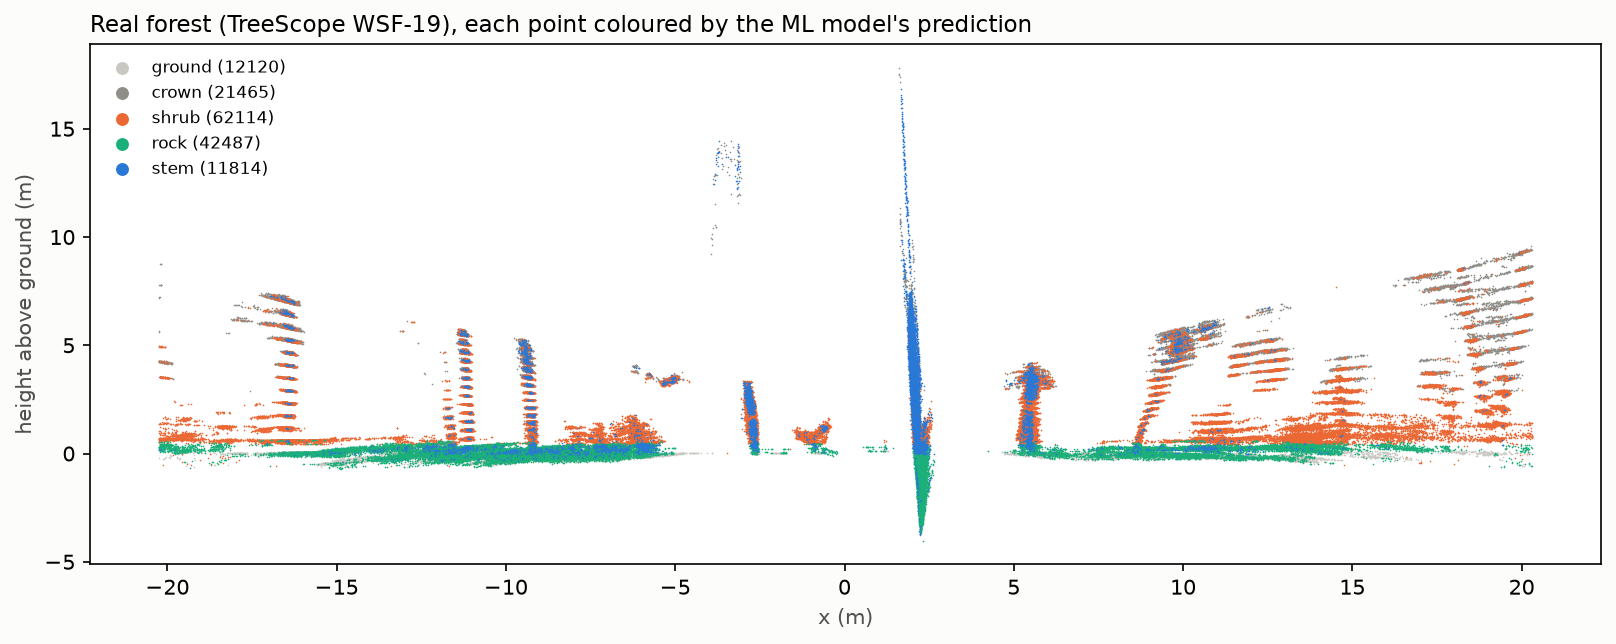 Real forest (TreeScope WSF-19), each point coloured by the ML model's prediction
ground (12120)
crown (21465)
shrub (62114)
rock (42487)
stem (11814)
15
10
5
0
−5
height above ground (m)
−20 −15 −10 −5 0 5 10 15 20
x (m)